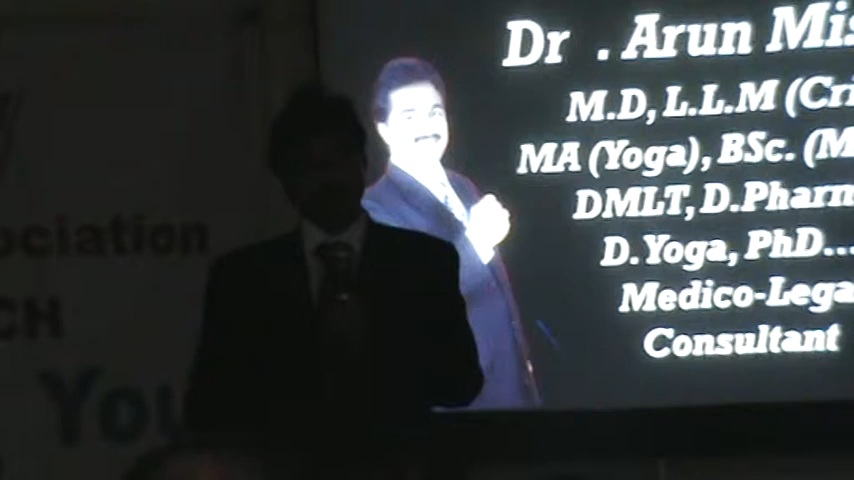 Dr . Arun Mis
M.D, L.L.M (Cri
MA (Yoga), BSc. (M
DMLT, D.Pharm
D.Yoga, PhD...
Medico-Lega
Consultant
ociation
CH
You